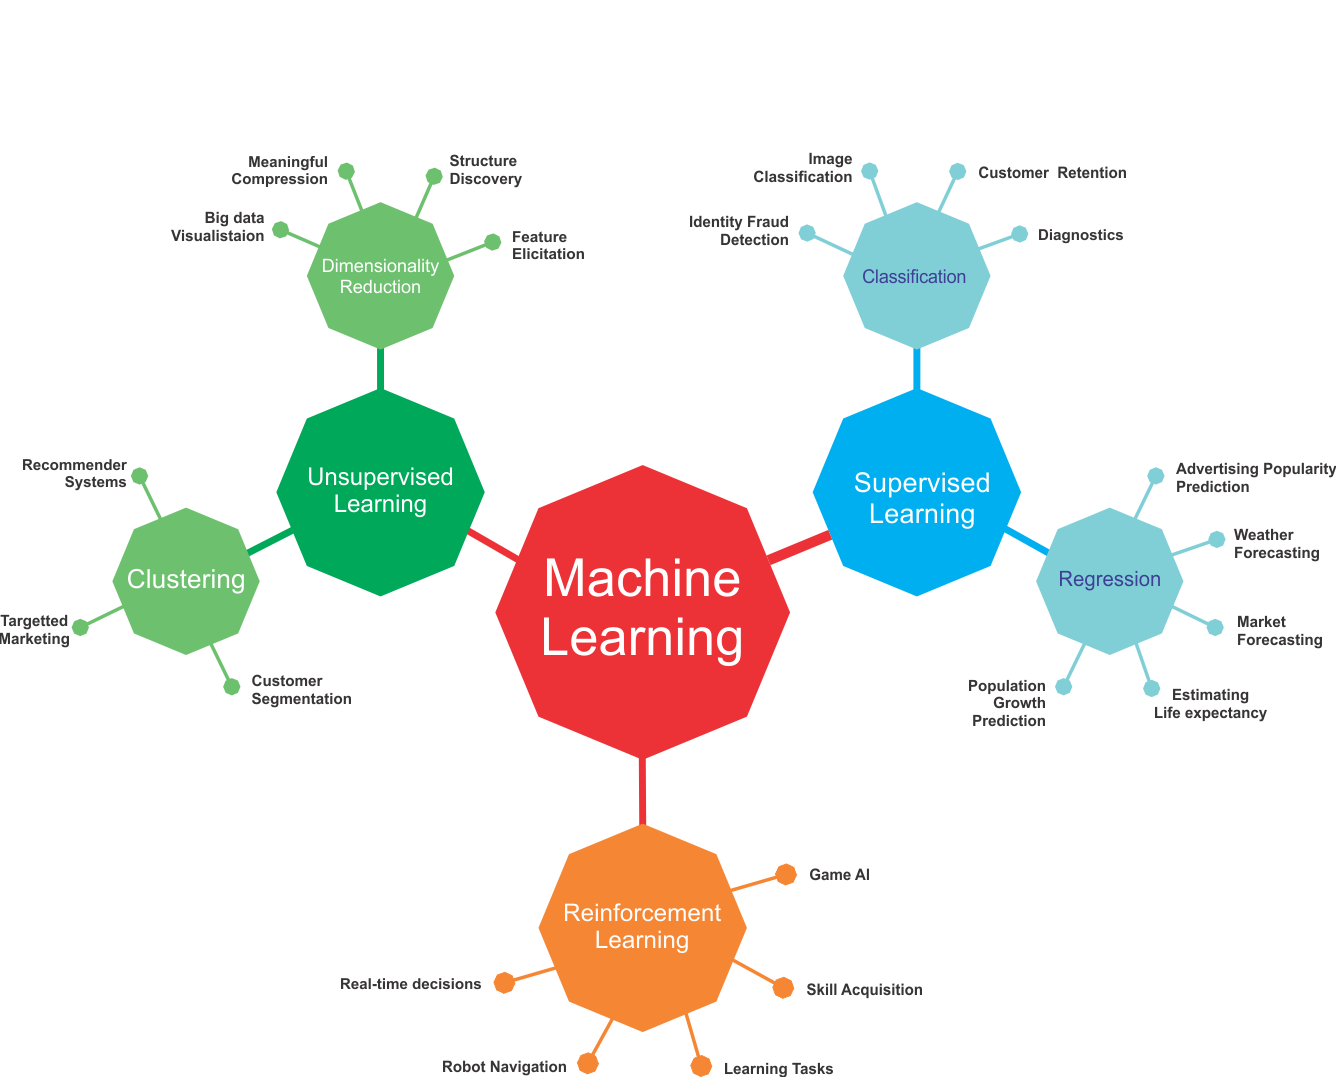 Meaningful
Compression
Structure
Discovery
Big data
Visualistaion
Feature
Elicitation
Dimensionality
Reduction
Image
Classification
Customer  Retention
Identity Fraud
Detection
Diagnostics
Classification
Unsupervised
Learning
Supervised
Learning
Recommender
Systems
Clustering
Targetted
Marketing
Customer
Segmentation
Machine
Learning
Advertising Popularity
Prediction
Weather
Forecasting
Regression
Market
Forecasting
Population
Growth
Prediction
Estimating
Life expectancy
Reinforcement
Learning
Game AI
Real-time decisions
Skill Acquisition
Robot Navigation
Learning Tasks